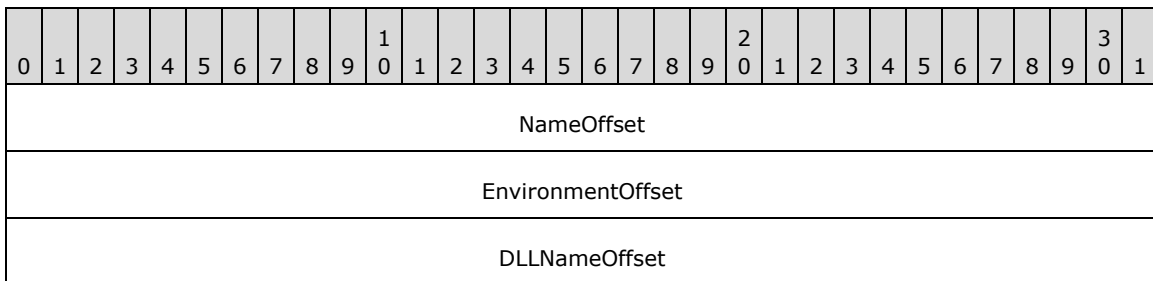 1 2 3
0 1 2 3 4 5 6 7 8 9 0 1 2 3 4 5 6 7 8 9 0 1 2 3 4 5 6 7 8 9 0 1
NameOffset
EnvironmentOffset
DLLNameOffset